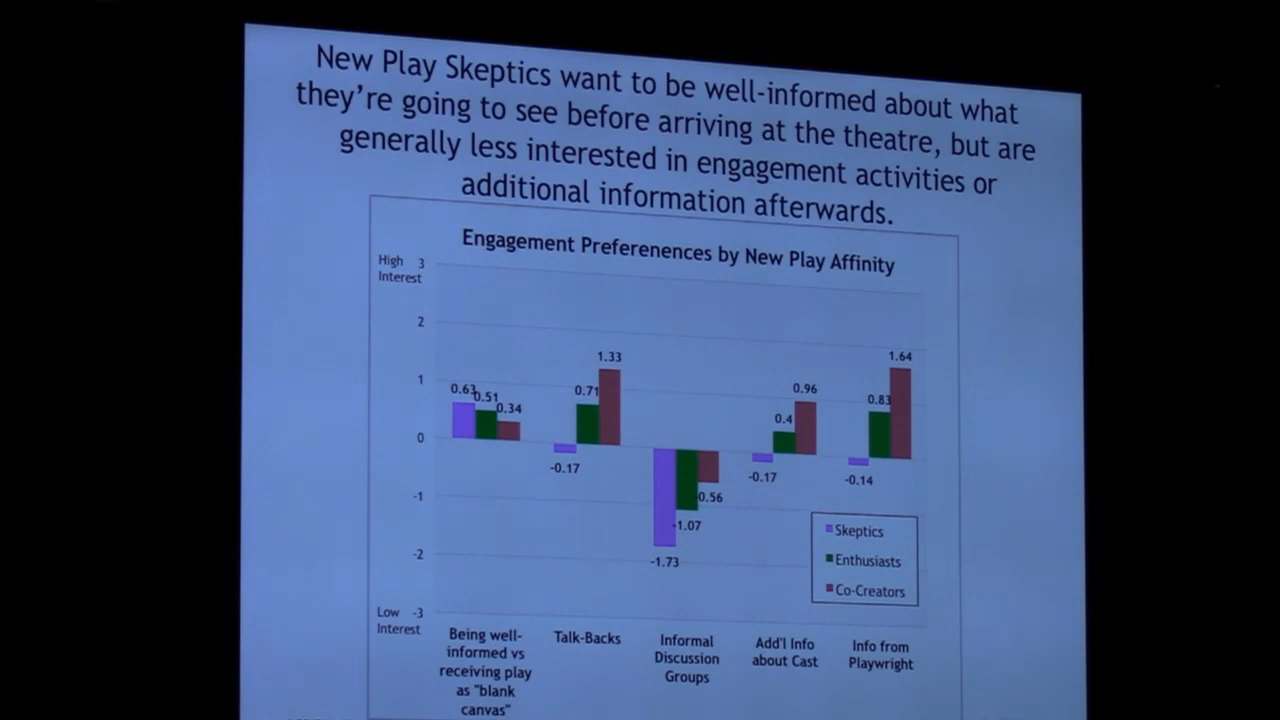 New Play Skeptics want to be well-informed about what
they're going to see before arriving at the theatre, but are
generally less interested in engagement activities or
additional information afterwards.
Engagement Preferenences by New Play Affinity
High 3
Interest
2
1
0
-1
-2
Low -3
Interest
0.63
0.51
0.34
-0.17
0.71
1.33
-1.73
-1.07
-0.56
-0.17
0.4
0.96
-0.14
0.83
1.64
Skeptics
Enthusiasts
Co-Creators
Being well-
informed vs
receiving play
as "blank
canvas"
Talk-Backs
Informal
Discussion
Groups
Add'l Info
about Cast
Info from
Playwright